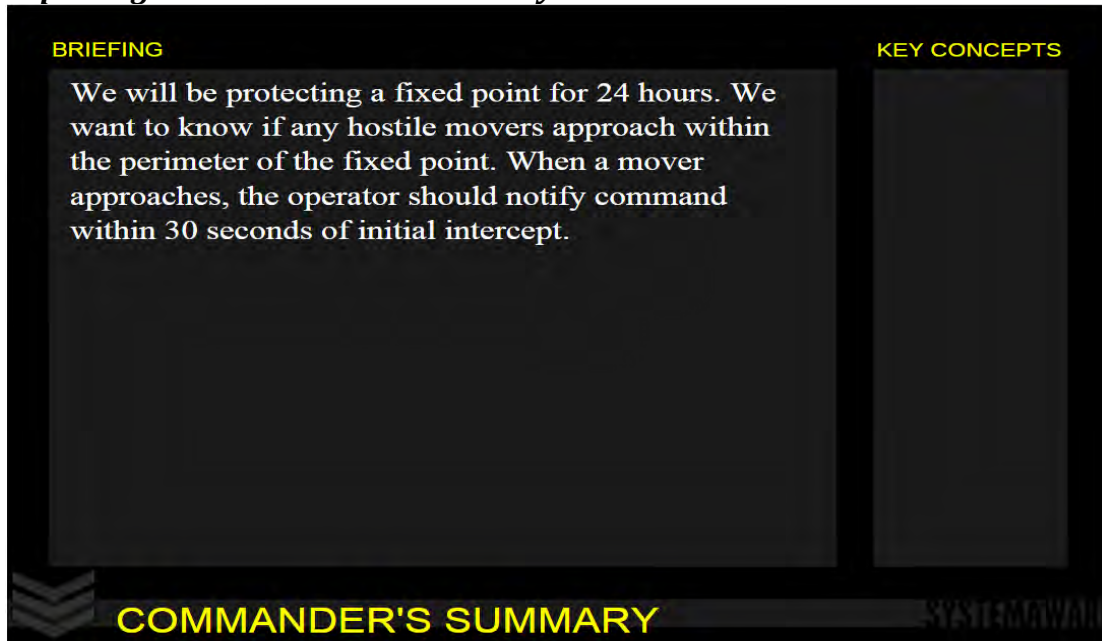 BRIEFING
KEY CONCEPTS
We will be protecting a fixed point for 24 hours. We
want to know if any hostile movers approach within
the perimeter of the fixed point. When a mover
approaches, the operator should notify command
within 30 seconds of initial intercept.
COMMANDER'S SUMMARY